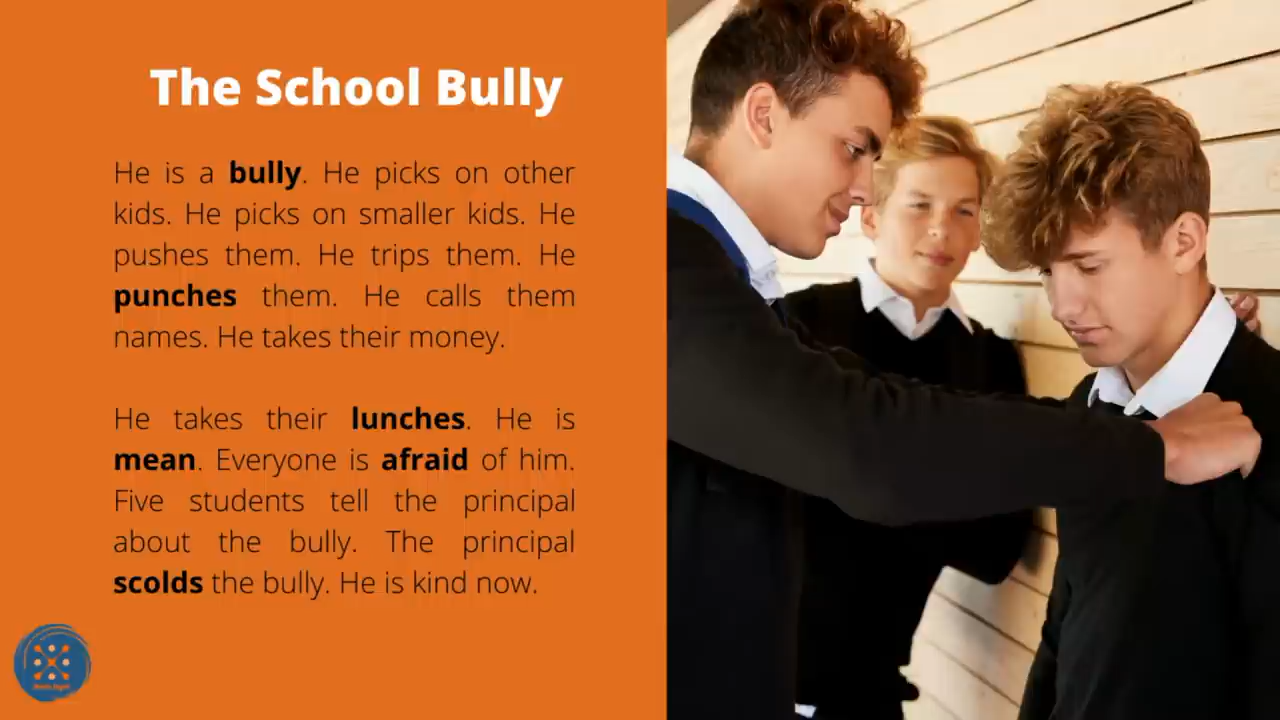 The School Bully
He is a bully. He picks on other
kids. He picks on smaller kids. He
pushes them. He trips them. He
punches them. He calls them
names. He takes their money.
He takes their lunches. He is
mean. Everyone is afraid of him.
Five students tell the principal
about the bully. The principal
scolds the bully. He is kind now.